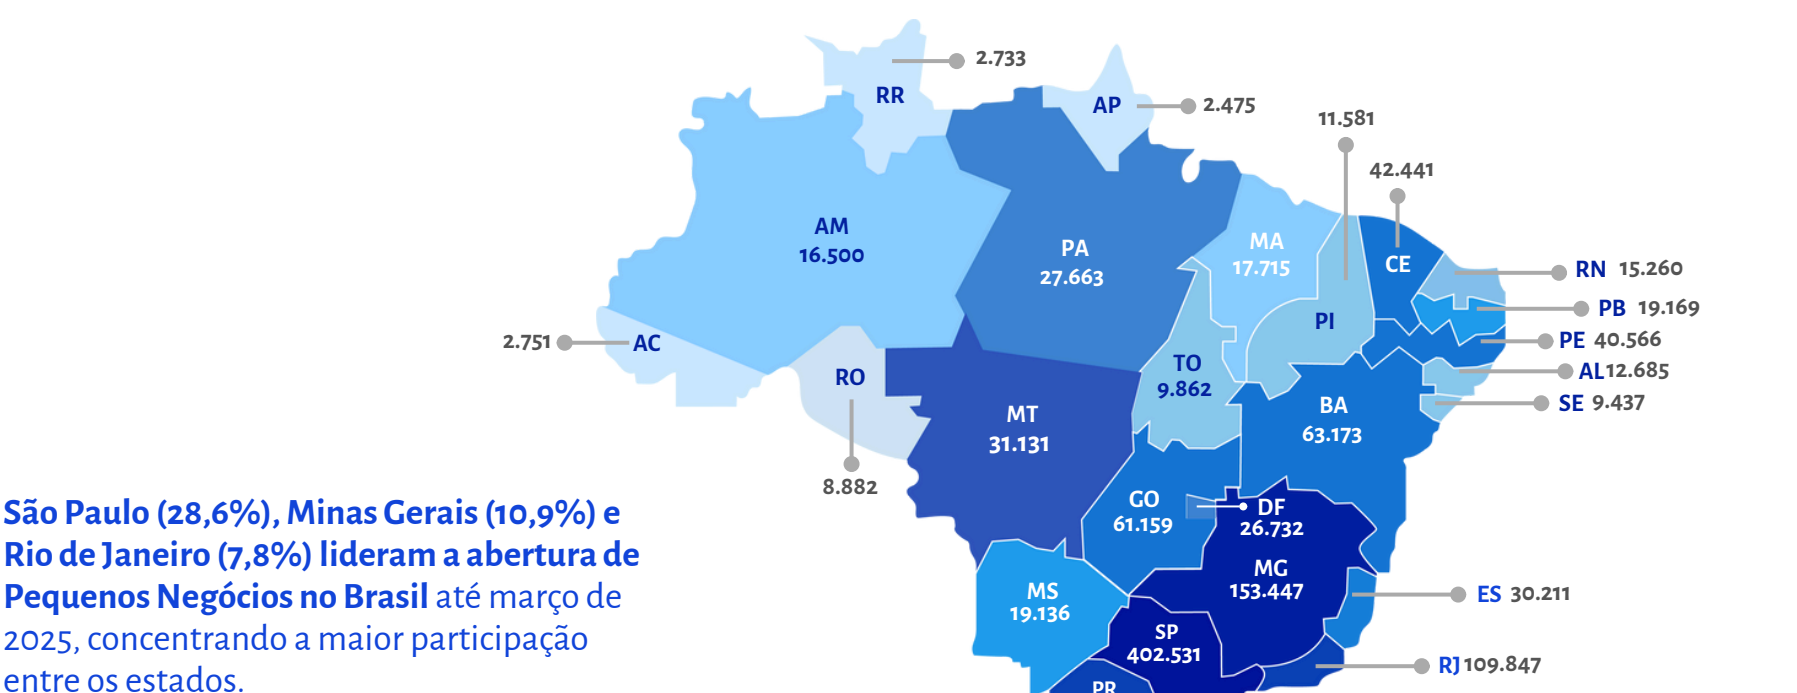 2.733
RR
AP
2.475
11.581
42.441
AM
16.500
PA
27.663
MA
17.715
CE
RN 15.260
PB 19.169
PI
PE 40.566
2.751
AC
RO
TO
9.862
AL 12.685
SE 9.437
MT
31.131
BA
63.173
8.882
GO
61.159
DF
26.732
MG
153.447
MS
19.136
ES 30.211
SP
402.531
RJ 109.847
PR
São Paulo (28,6%), Minas Gerais (10,9%) e
Rio de Janeiro (7,8%) lideram a abertura de
Pequenos Negócios no Brasil até março de
2025, concentrando a maior participação
entre os estados.